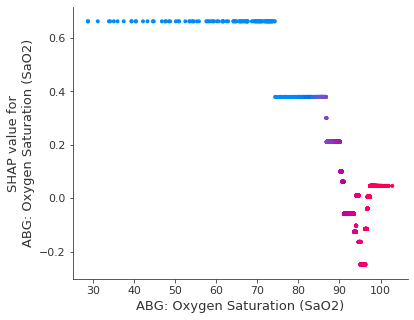 0.6
0.4
0.2
0.0
−0.2
SHAP value for
ABG: Oxygen Saturation (SaO2)
30 40 50 60 70 80 90 100
ABG: Oxygen Saturation (SaO2)